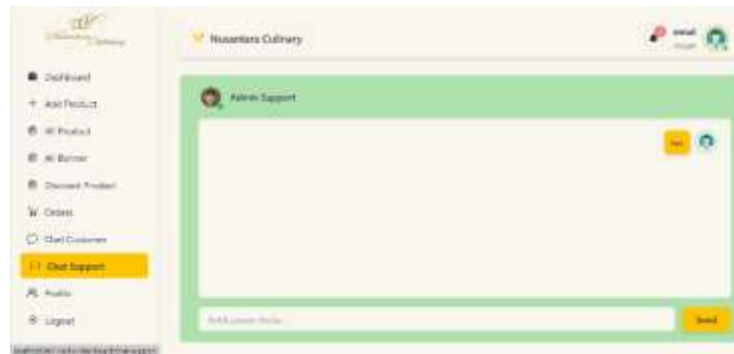 Nusantara Culinary
Dashboard
Add Product
All Product
All Banner
Discount Product
Orders
Chat Customer
Chat Support
Profile
Logout
Admin Support
Send